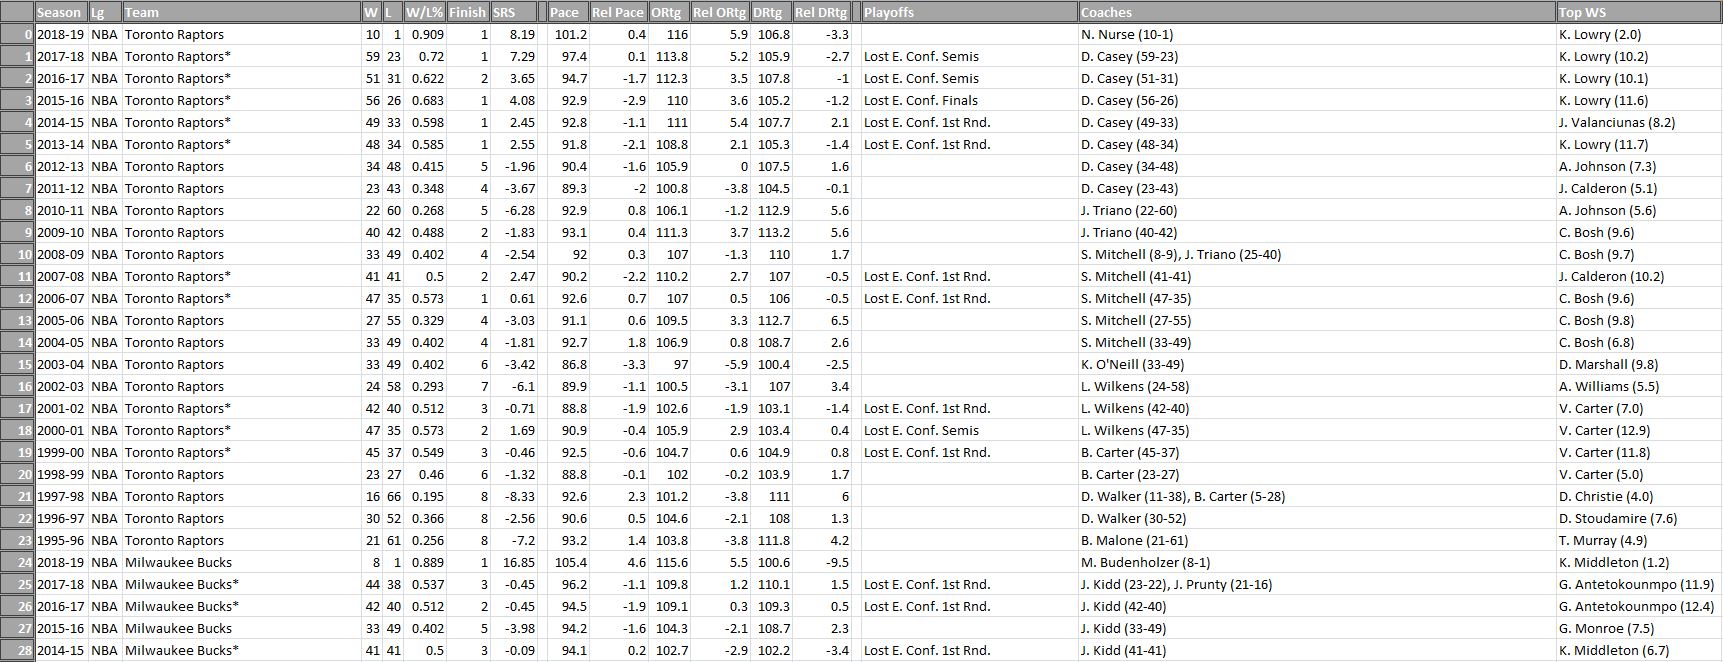 Season Lg Team W L W/L% Finish SRS Pace Rel Pace ORtg Rel ORtg DRtg Rel DRtg Playoffs Coaches Top WS
0 2018-19 NBA Toronto Raptors 10 1 0.909 1 8.19 101.2 0.4 116 5.9 106.8 -3.3 N. Nurse (10-1) K. Lowry (2.0)
1 2017-18 NBA Toronto Raptors* 59 23 0.72 1 7.29 97.4 0.1 113.8 5.2 105.9 -2.7 Lost E. Conf. Semis D. Casey (59-23) K. Lowry (10.2)
2 2016-17 NBA Toronto Raptors* 51 31 0.622 2 3.65 94.7 -1.7 112.3 3.5 107.8 -1 Lost E. Conf. Semis D. Casey (51-31) K. Lowry (10.1)
3 2015-16 NBA Toronto Raptors* 56 26 0.683 1 4.08 92.9 -2.9 110 3.6 105.2 -1.2 Lost E. Conf. Finals D. Casey (56-26) K. Lowry (11.6)
4 2014-15 NBA Toronto Raptors* 49 33 0.598 1 2.45 92.8 -1.1 111 5.4 107.7 2.1 Lost E. Conf. 1st Rnd. D. Casey (49-33) J. Valanciunas (8.2)
5 2013-14 NBA Toronto Raptors* 48 34 0.585 1 2.55 91.8 -2.1 108.8 2.1 105.3 -1.4 Lost E. Conf. 1st Rnd. D. Casey (48-34) K. Lowry (11.7)
6 2012-13 NBA Toronto Raptors 34 48 0.415 5 -1.96 90.4 -1.6 105.9 0 107.5 1.6 D. Casey (34-48) A. Johnson (7.3)
7 2011-12 NBA Toronto Raptors 23 43 0.348 4 -3.67 89.3 -2 100.8 -3.8 104.5 -0.1 D. Casey (23-43) J. Calderon (5.1)
8 2010-11 NBA Toronto Raptors 22 60 0.268 5 -6.28 92.9 0.8 106.1 -1.2 112.9 5.6 J. Triano (22-60) A. Johnson (5.6)
9 2009-10 NBA Toronto Raptors 40 42 0.488 2 -1.83 93.1 0.4 111.3 3.7 113.2 5.6 J. Triano (40-42) C. Bosh (9.6)
10 2008-09 NBA Toronto Raptors 33 49 0.402 4 -2.54 92 0.3 107 -1.3 110 1.7 S. Mitchell (8-9), J. Triano (25-40) C. Bosh (9.7)
11 2007-08 NBA Toronto Raptors* 41 41 0.5 2 2.47 90.2 -2.2 110.2 2.7 107 -0.5 Lost E. Conf. 1st Rnd. S. Mitchell (41-41) J. Calderon (10.2)
12 2006-07 NBA Toronto Raptors* 47 35 0.573 1 0.61 92.6 0.7 107 0.5 106 -0.5 Lost E. Conf. 1st Rnd. S. Mitchell (47-35) C. Bosh (9.6)
13 2005-06 NBA Toronto Raptors 27 55 0.329 4 -3.03 91.1 0.6 109.5 3.3 112.7 6.5 S. Mitchell (27-55) C. Bosh (9.8)
14 2004-05 NBA Toronto Raptors 33 49 0.402 4 -1.81 92.7 1.8 106.9 0.8 108.7 2.6 S. Mitchell (33-49) C. Bosh (6.8)
15 2003-04 NBA Toronto Raptors 33 49 0.402 6 -3.42 86.8 -3.3 97 -5.9 100.4 -2.5 K. O'Neill (33-49) D. Marshall (9.8)
16 2002-03 NBA Toronto Raptors 24 58 0.293 7 -6.1 89.9 -1.1 100.5 -3.1 107 3.4 L. Wilkens (24-58) A. Williams (5.5)
17 2001-02 NBA Toronto Raptors* 42 40 0.512 3 -0.71 88.8 -1.9 102.6 -1.9 103.1 -1.4 Lost E. Conf. 1st Rnd. L. Wilkens (42-40) V. Carter (7.0)
18 2000-01 NBA Toronto Raptors* 47 35 0.573 2 1.69 90.9 -0.4 105.9 2.9 103.4 0.4 Lost E. Conf. Semis L. Wilkens (47-35) V. Carter (12.9)
19 1999-00 NBA Toronto Raptors* 45 37 0.549 3 -0.46 92.5 -0.6 104.7 0.6 104.9 0.8 Lost E. Conf. 1st Rnd. B. Carter (45-37) V. Carter (11.8)
20 1998-99 NBA Toronto Raptors 23 27 0.46 6 -1.32 88.8 -0.1 102 -0.2 103.9 1.7 B. Carter (23-27) V. Carter (5.0)
21 1997-98 NBA Toronto Raptors 16 66 0.195 8 -8.33 92.6 2.3 101.2 -3.8 111 6 D. Walker (11-38), B. Carter (5-28) D. Christie (4.0)
22 1996-97 NBA Toronto Raptors 30 52 0.366 8 -2.56 90.6 0.5 104.6 -2.1 108 1.3 D. Walker (30-52) D. Stoudamire (7.6)
23 1995-96 NBA Toronto Raptors 21 61 0.256 8 -7.2 93.2 1.4 103.8 -3.8 111.8 4.2 B. Malone (21-61) T. Murray (4.9)
24 2018-19 NBA Milwaukee Bucks 8 1 0.889 1 16.85 105.4 4.6 115.6 5.5 100.6 -9.5 M. Budenholzer (8-1) K. Middleton (1.2)
25 2017-18 NBA Milwaukee Bucks* 44 38 0.537 3 -0.45 96.2 -1.1 109.8 1.2 110.1 1.5 Lost E. Conf. 1st Rnd. J. Kidd (23-22), J. Prunty (21-16) G. Antetokounmpo (11.9)
26 2016-17 NBA Milwaukee Bucks* 42 40 0.512 2 -0.45 94.5 -1.9 109.1 0.3 109.3 0.5 Lost E. Conf. 1st Rnd. J. Kidd (42-40) G. Antetokounmpo (12.4)
27 2015-16 NBA Milwaukee Bucks 33 49 0.402 5 -3.98 94.2 -1.6 104.3 -2.1 108.7 2.3 J. Kidd (33-49) G. Monroe (7.5)
28 2014-15 NBA Milwaukee Bucks* 41 41 0.5 3 -0.09 94.1 0.2 102.7 -2.9 102.2 -3.4 Lost E. Conf. 1st Rnd. J. Kidd (41-41) K. Middleton (6.7)